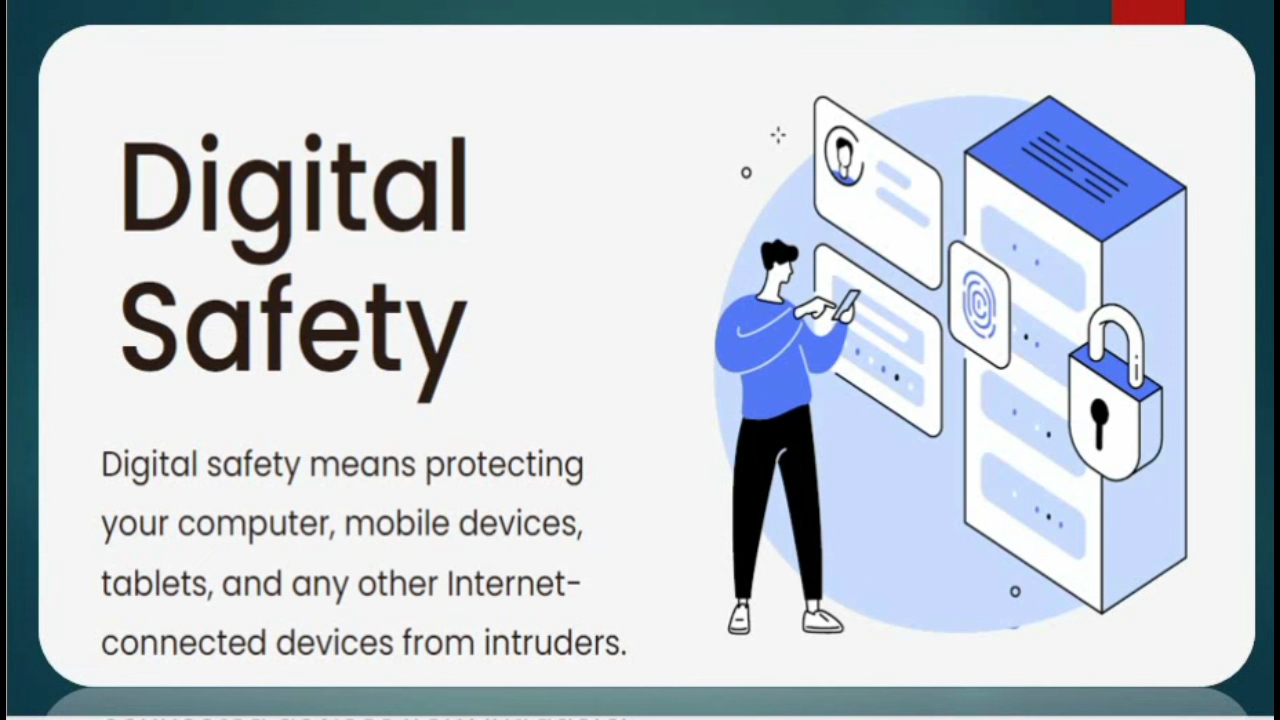 Digital
Safety
Digital safety means protecting
your computer, mobile devices,
tablets, and any other Internet-
connected devices from intruders.